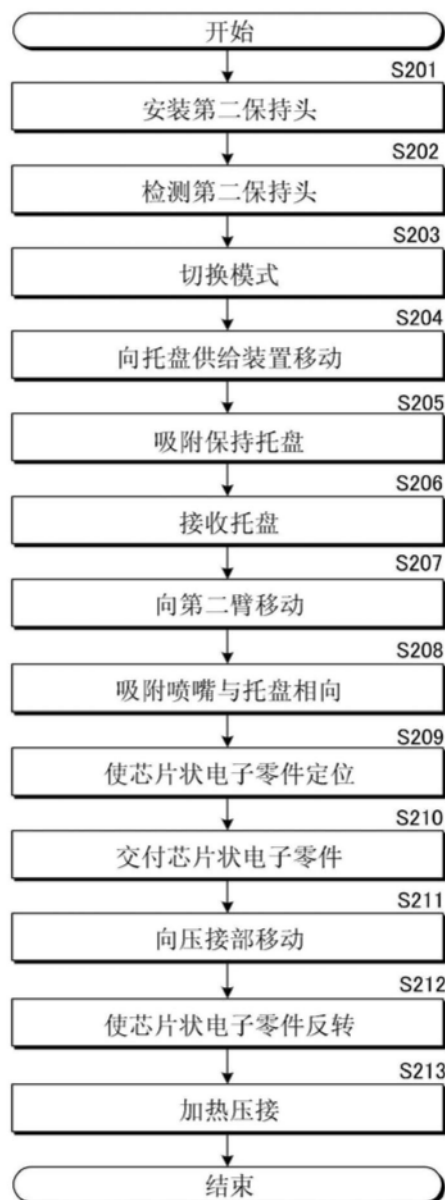 开始
S201
安装第二保持头
S202
检测第二保持头
S203
切换模式
S204
向托盘供给装置移动
S205
吸附保持托盘
S206
接收托盘
S207
向第二臂移动
S208
吸附喷嘴与托盘相向
S209
使芯片状电子零件定位
S210
交付芯片状电子零件
S211
向压接部移动
S212
使芯片状电子零件反转
S213
加热压接
结束